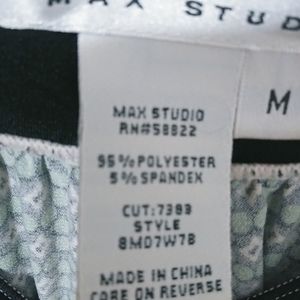 MAX STUD
M
MAX STUDIO
RN#58822
95%POLYESTER
5%SPANDEX
CUT:7383
STYLE
8MD7W78
MADE IN CHINA
CARE ON REVERSE